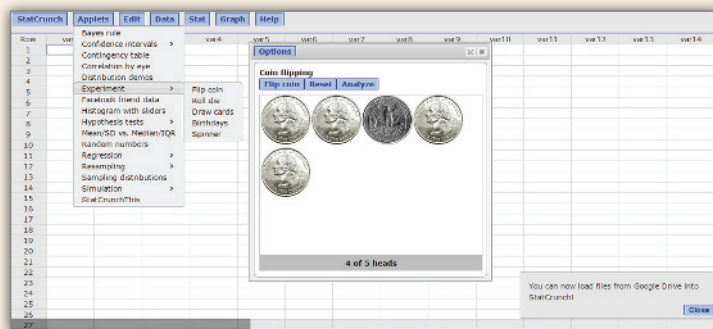 StatCrunch Applets Edit Data Stat Graph Help
Row var4 var5 var6 var7 var8 var9 var10 var11 var12 var13 var14
Bayes rule
Confidence intervals >
Contingency table
Correlation by eye
Distribution demos
Experiment >
Facebook friend data
Histogram with sliders
Hypothesis tests >
Mean/SD vs. Median/IQR
Random numbers
Regression >
Resampling >
Sampling distributions
Simulation >
StatCrunchThis
Flip coin
Roll die
Draw cards
Birthdays
Spinner
Options
Coin flipping
Flip coin Reset Analyze
4 of 5 heads
1
2
3
4
5
6
7
8
9
10
11
12
13
14
15
16
17
18
19
20
21
22
23
24
25
26
27
You can now load files from Google Drive into
StatCrunch!
Close